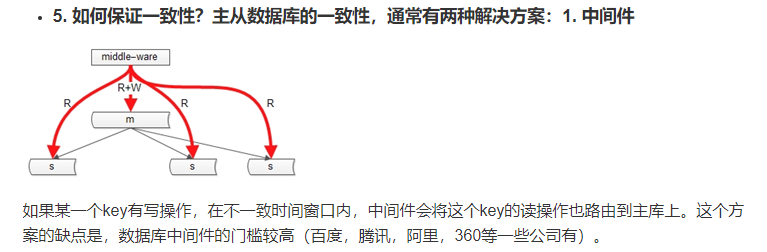 5. 如何保证一致性？主从数据库的一致性，通常有两种解决方案：1. 中间件
middle-ware
R R+W R R
m
s s s
如果某一个key有写操作，在不一致时间窗口内，中间件会将这个key的读操作也路由到主库上。这个方
案的缺点是，数据库中间件的门槛较高（百度，腾讯，阿里，360等一些公司有）。